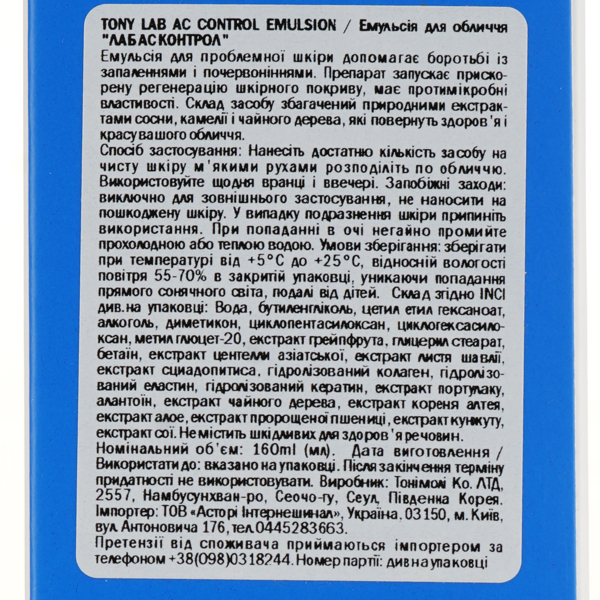 TONY LAB AC CONTROL EMULSION / Емульсія для обличчя
"ЛАБ АС КОНТРОЛ"
Емульсія для проблемної шкіри допомагає боротьбі із
запаленнями і почервоніннями. Препарат запускає приско-
рену регенерацію шкірного покриву, має протимікробні
властивості. Склад засобу збагачений природними екстрак-
тами сосни, камелії і чайного дерева, які повернуть здоров'я і
красу вашого обличчя.
Спосіб застосування: Нанесіть достатню кількість засобу на
чисту шкіру м'якими рухами розподіліть по обличчю.
Використовуйте щодня вранці і ввечері. Запобіжні заходи:
виключно для зовнішнього застосування, не наносити на
пошкоджену шкіру. У випадку подразнення шкіри припиніть
використання. При попаданні в очі негайно промийте
прохолодною або теплою водою. Умови зберігання: зберігати
при температурі від +5°C до +25°C, відносній вологості
повітря 55-70% в закритій упаковці, уникаючи попадання
прямого сонячного світа, подалі від дітей. Склад згідно INCI
див.на упаковці: Вода, бутиленгліколь, цетил етил гексаноат,
алкоголь, диметикон, циклопентасилоксан, циклогексасило-
ксан, метил глюцет-20, екстракт грейпфрута, гліцерил стеарат,
бетаїн, екстракт центелли азіатської, екстракт листя шавлії,
екстракт сциадопитиса, гідролізований колаген, гідролізо-
ваний еластин, гідролізований кератин, екстракт портулаку,
алантоїн, екстракт чайного дерева, екстракт кореня алтея,
екстракт алое, екстракт пророщеної пшениці, екстракт кунжуту,
екстракт сої. Не містить шкідливих для здоров'я речовин.
Номінальний об'єм: 160ml (мл). Дата виготовлення /
Використати до: вказано на упаковці. Після закінчення терміну
придатності не використовувати. Виробник: Тонімолі Ко. ЛТД,
2557, Намбусунхван-ро, Сеочо-гу, Сеул, Південна Корея.
Імпортер: ТОВ «Асторі Інтернешинал», Україна, 03150, м. Київ,
вул. Антоновича 176, тел.0445283663.
Претензії від споживача приймаються імпортером за
телефоном +38(098)0318244. Номер партії: див на упаковці